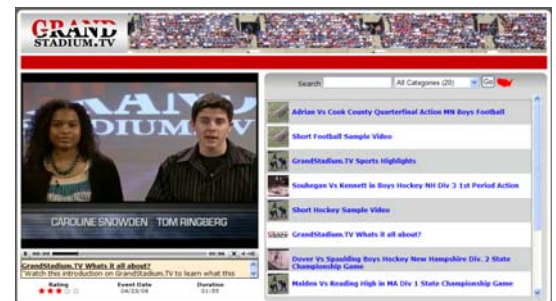 GRAND
STADIUM.TV
GRAND
STADIUM.TV
CAROLINE SNOWDEN TOM RINGBERG
GrandStadium.TV Whats it all about?
"Watch this introduction on GrandStadium.TV to learn what this
Rating Event Date Duration
04/23/08 01:55
Search All Categories (20) Go
Adrian Vs Cook County Quarterfinal Action MN Boys Football
Short Football Sample Video
GrandStadium.TV Sports Highlights
Souhegan Vs Kennett in Boys Hockey NH Div 3 1st Period Action
Short Hockey Sample Video
GrandStadium.TV Whats it all about?
Dover Vs Spaulding Boys Hockey New Hampshire Div. 2 State
Championship Game
Malden Vs Reading High in MA Div 1 State Championship Game